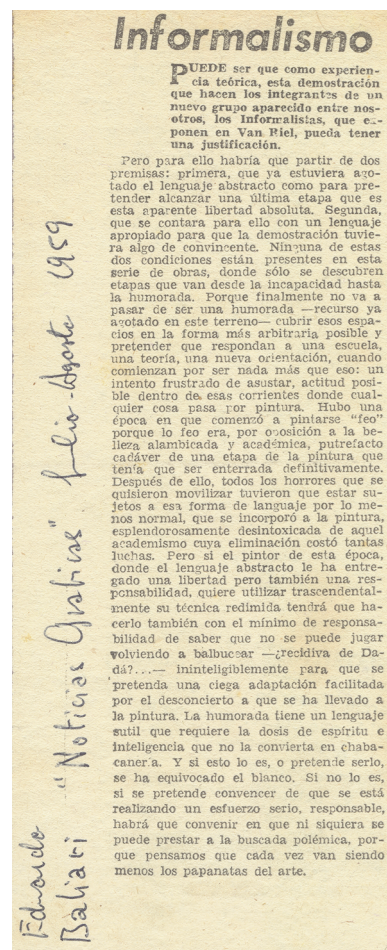 Informalismo
PUEDE ser que como experien-
cia teórica, esta demostración
que hacen los integrantes de un
nuevo grupo aparecido entre nos-
otros, los Informalistas, que ex-
ponen en Van Riel, pueda tener
una justificación.
Pero para ello habría que partir de dos
premisas: primera, que ya estuviera ago-
tado el lenguaje abstracto como para pre-
tender alcanzar una última etapa que es
esta aparente libertad absoluta. Segunda,
que se contara para ello con un lenguaje
apropiado para que la demostración tuvie-
ra algo de convincente. Ninguna de estas
dos condiciones están presentes en esta
serie de obras, donde sólo se descubren
etapas que van desde la incapacidad hasta
la humorada. Porque finalmente no va a
pasar de ser una humorada —recurso ya
agotado en este terreno— cubrir esos espa-
cios en la forma más arbitraria posible y
pretender que respondan a una escuela,
una teoría, una nueva orientación, cuando
comienzan por ser nada más que eso: un
intento frustrado de asustar, actitud posi-
ble dentro de esas corrientes donde cual-
quier cosa pasa por pintura. Hubo una
época en que comenzó a pintarse “feo”
porque lo feo era, por oposición a la be-
lleza alambicada y académica, putrefacto
cadáver de una etapa de la pintura que
tenía que ser enterrada definitivamente.
Después de ello, todos los horrores que se
quisieron movilizar tuvieron que estar su-
jetos a esa forma de languaje por lo me-
nos normal, que se incorporó a la pintura,
esplendorosamente desintoxicada de aquel
academismo cuya eliminación costó tantas
luchas. Pero si el pintor de esta época,
donde el lenguaje abstracto le ha entre-
gado una libertad pero también una res-
ponsabilidad, quiere utilizar trascendental-
mente su técnica redimida tendrá que ha-
cerlo también con el mínimo de responsa-
bilidad de saber que no se puede jugar
volviendo a balbucear —¿recidiva de Da-
dá?...— ininteligiblemente para que se
pretenda una ciega adaptación facilitada
por el desconcierto a que se ha llevado a
la pintura. La humorada tiene un lenguaje
sutil que requiere la dosis de espíritu e
inteligencia que no la convierta en chaba-
canería. Y si esto lo es, o pretende serlo,
se ha equivocado el blanco. Si no lo es,
si se pretende convencer de que se está
realizando un esfuerzo serio, responsable,
habrá que convenir en que ni siquiera se
puede prestar a la buscada polémica, por-
que pensamos que cada vez van siendo
menos los papanatas del arte.
Eduardo
Baliari "Noticias Gráficas" Julio-Agosto 1959